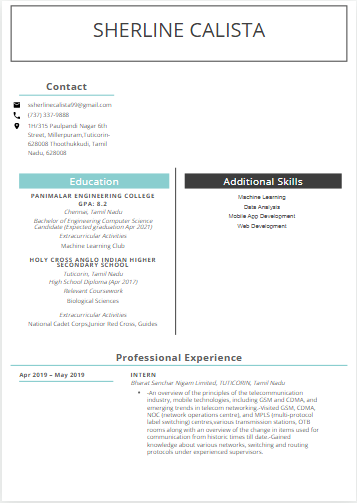 SHERLINE CALISTA
Contact
ssherlinecalista99@gmail.com
(737) 337-9888
TH/315 Paulpandi Nagar 6th
Street, Millerpuram,Tuticorin-
628008 Thoothukkudi, Tamil
Nadu, 628008
Education
PANIMALAR ENGINEERING COLLEGE
GPA: 8.2
Chennai, Tamil Nadu
Bachelor of Engineering Computer Science
Candidate (Expected graduation Apr 2021)
Extracurricular Activities
Machine Learning Club
HOLY CROSS ANGLO INDIAN HIGHER
SECONDARY SCHOOL
Tuticorin, Tamil Nadu
High School Diploma (Apr 2017)
Relevant Coursework
Biological Sciences
Extracurricular Activities
National Cadet Corps,Junior Red Cross, Guides
Additional Skills
Machine Learning
Data Analysis
Mobile App Development
Web Development
Professional Experience
Apr 2019 – May 2019
INTERN
Bharat Sanchar Nigam Limited, TUTICORIN, Tamil Nadu
• -An overview of the principles of the telecommunication
industry, mobile technologies, including GSM and CDMA, and
emerging trends in telecom networking.-Visited GSM, CDMA,
NOC (network operations centre), and MPLS (multi-protocol
label switching) centres,various transmission stations, OTB
rooms along with an overview of the change in items used for
communication from historic times till date.-Gained
knowledge about various networks, switching and routing
protocols under experienced supervisors.